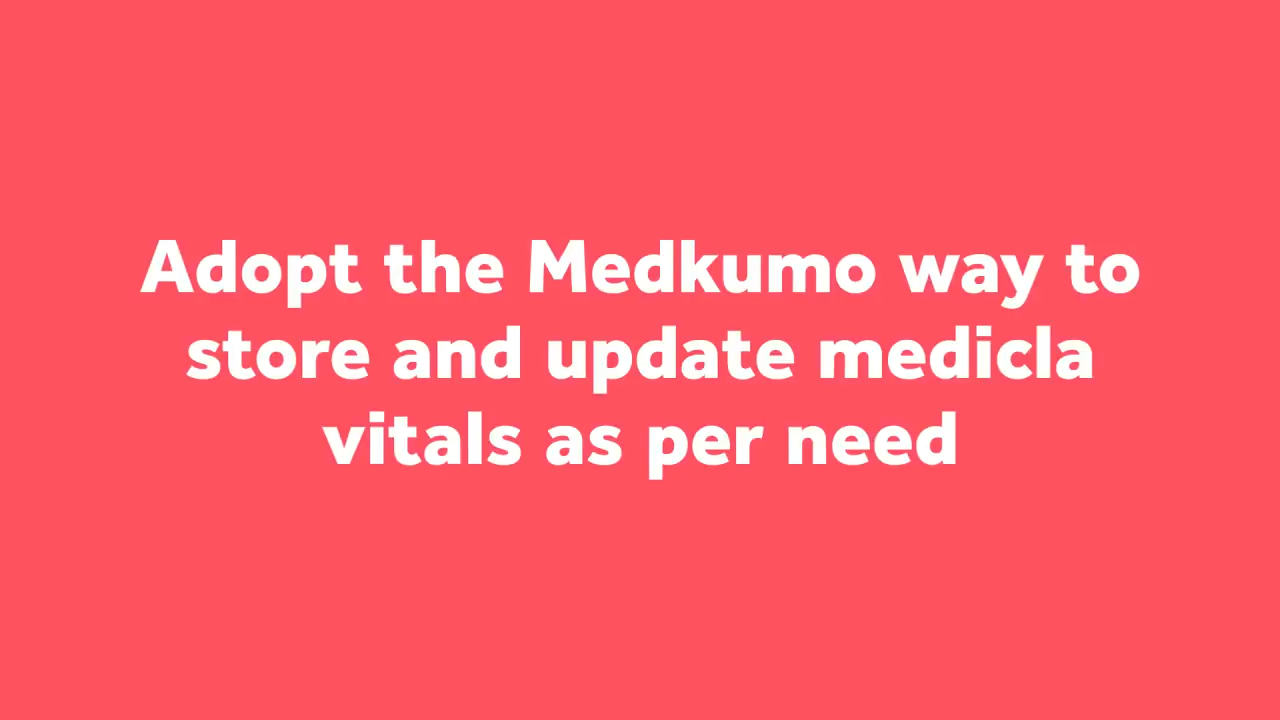 Adopt the Medkumo way to
store and update medicla
vitals as per need